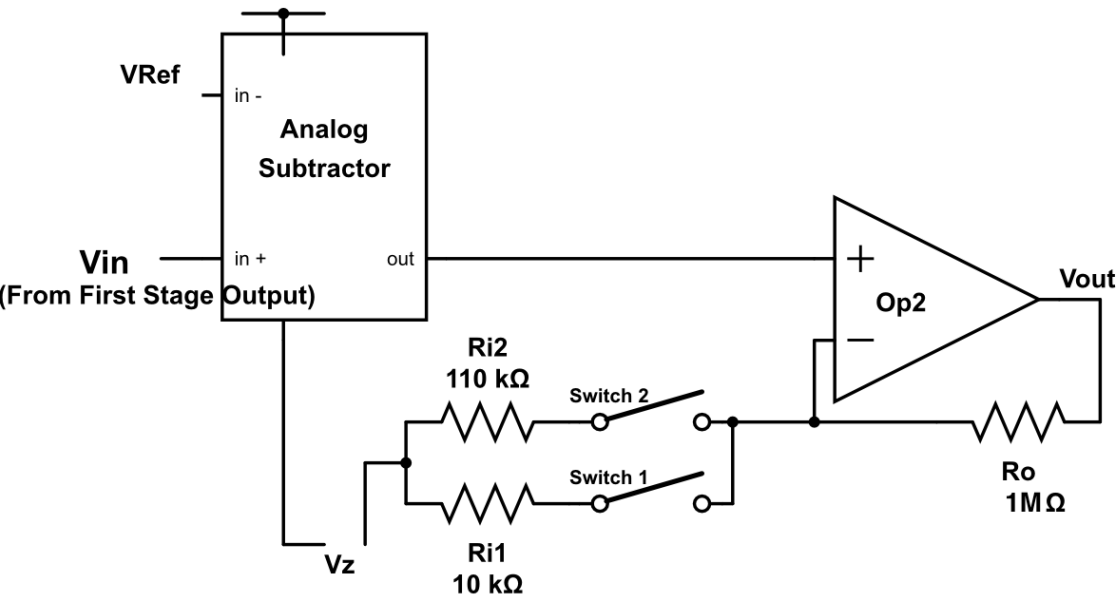 VRef
in -
Analog
Subtractor
Vin
in +
out
(From First Stage Output)
+
Op2
−
Vout
Ri2
110 kΩ
Switch 2
Switch 1
Ro
1MΩ
Vz
Ri1
10 kΩ